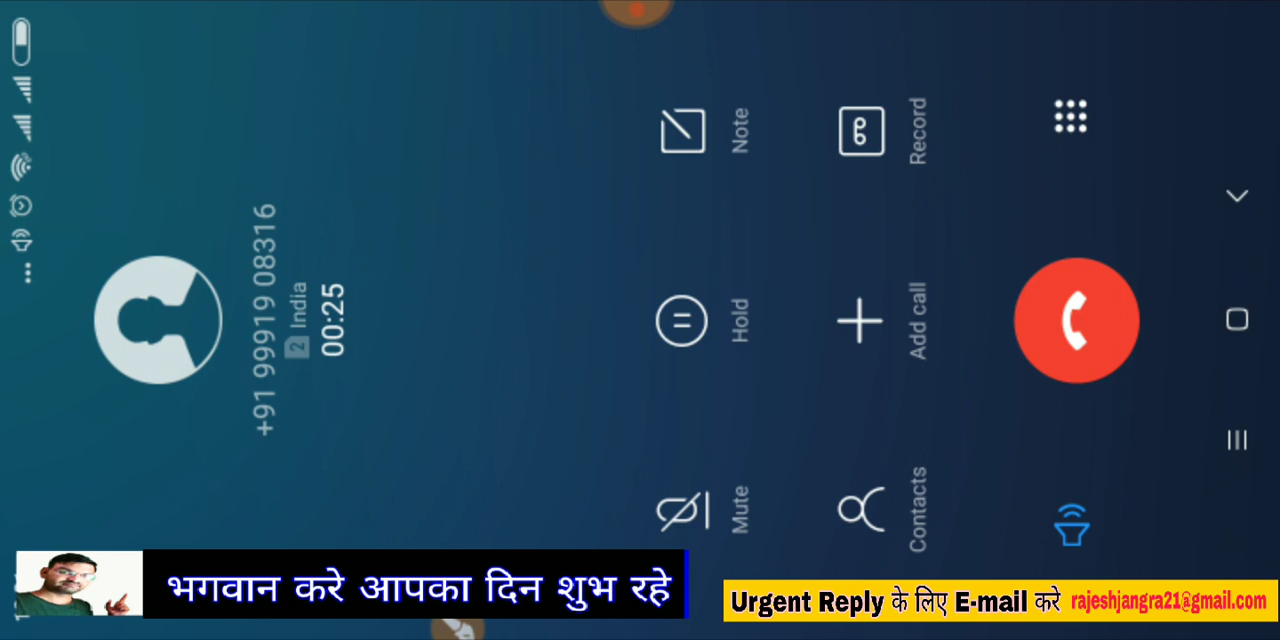 +91 99919 08316
2 India
00:25
Note
Hold
Mute
Record
Add call
Contacts
भगवान करे आपका दिन शुभ रहे
Urgent Reply के लिए E-mail करे rajeshjangra21@gmail.com